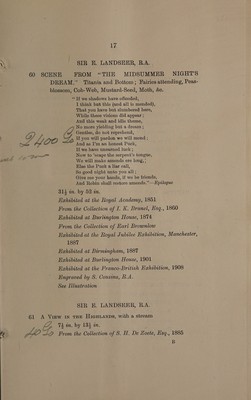 17
SIR E. LANDSEER, R.A.
60 SCENE FROM "THE MIDSUMMER NIGHT'S
DREAM." Titania and Bottom; Fairies attending, Peas-
blossom, Cob-Web, Mustard-Seed, Moth, &c.
"If we shadows have offended,
I think but this (and all is mended),
That you have but slumbered here,
While these visions did appear;
And this weak and idle theme,
No more yielding but a dream;
Gentles, do not reprehend,
If you will pardon we will mend:
And as I'm an honest Puck,
If we have unearned luck;
Now to 'scape the serpent's tongue,
We will make amends ere long;
Else the Puck a liar call,
So good night unto you all;
Give me your hands, if we be friends,
And Robin shall restore amends."—Epilogue
2400
31½ in. by 53 in.
Exhibited at the Royal Academy, 1851
From the Collection of I. K. Brunel, Esq., 1860
Exhibited at Burlington House, 1874
From the Collection of Earl Brownlow
Exhibited at the Royal Jubilee Exhibition, Manchester,
1887
Exhibited at Birmingham, 1887
Exhibited at Burlington House, 1901
Exhibited at the Franco-British Exhibition, 1908
Engraved by S. Cousins, R.A.
See Illustration
SIR E. LANDSEER, R.A.
61 A VIEW IN THE HIGHLANDS, with a stream
7½ in. by 13½ in.
From the Collection of S. H. De Zoete, Esq., 1885
B